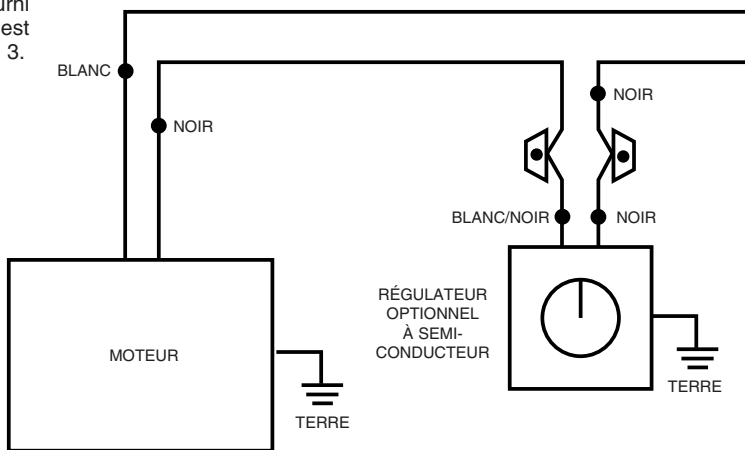 urni
est
3.
BLANC
NOIR
NOIR
BLANC/NOIR
NOIR
RÉGULATEUR
OPTIONNEL
À SEMI-
CONDUCTEUR
MOTEUR
TERRE
TERRE